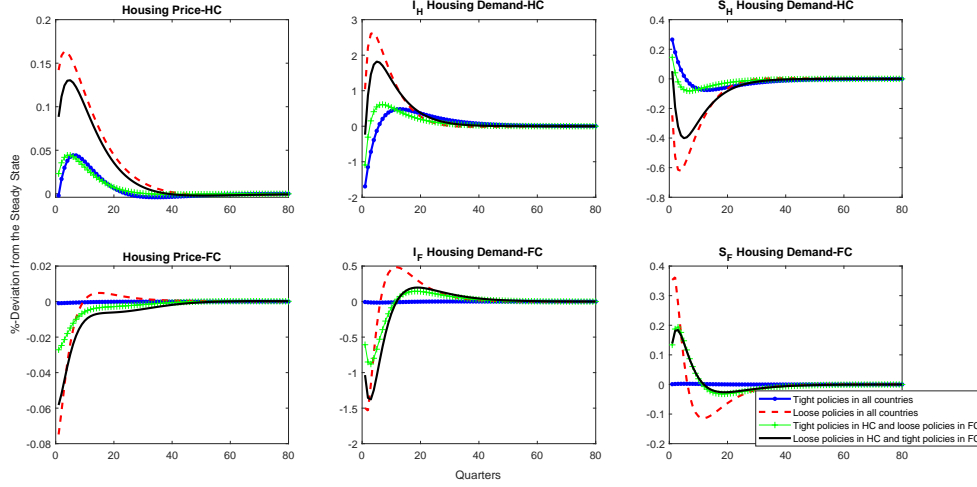 Housing Price-HC
I_H Housing Demand-HC
S_H Housing Demand-HC
0.2
0.15
0.1
0.05
0
0 20 40 60 80
3
2
1
0
-1
-2
0 20 40 60 80
0.4
0.2
0
-0.2
-0.4
-0.6
-0.8
0 20 40 60 80
%-Deviation from the Steady State
Housing Price-FC
I_F Housing Demand-FC
S_F Housing Demand-FC
0.02
0
-0.02
-0.04
-0.06
-0.08
0 20 40 60 80
0.5
0
-0.5
-1
-1.5
-2
0 20 40 60 80
0.4
0.3
0.2
0.1
0
-0.1
-0.2
0 20 40 60 80
Tight policies in all countries
Loose policies in all countries
Tight policies in HC and loose policies in FC
Loose policies in HC and tight policies in FC
Quarters